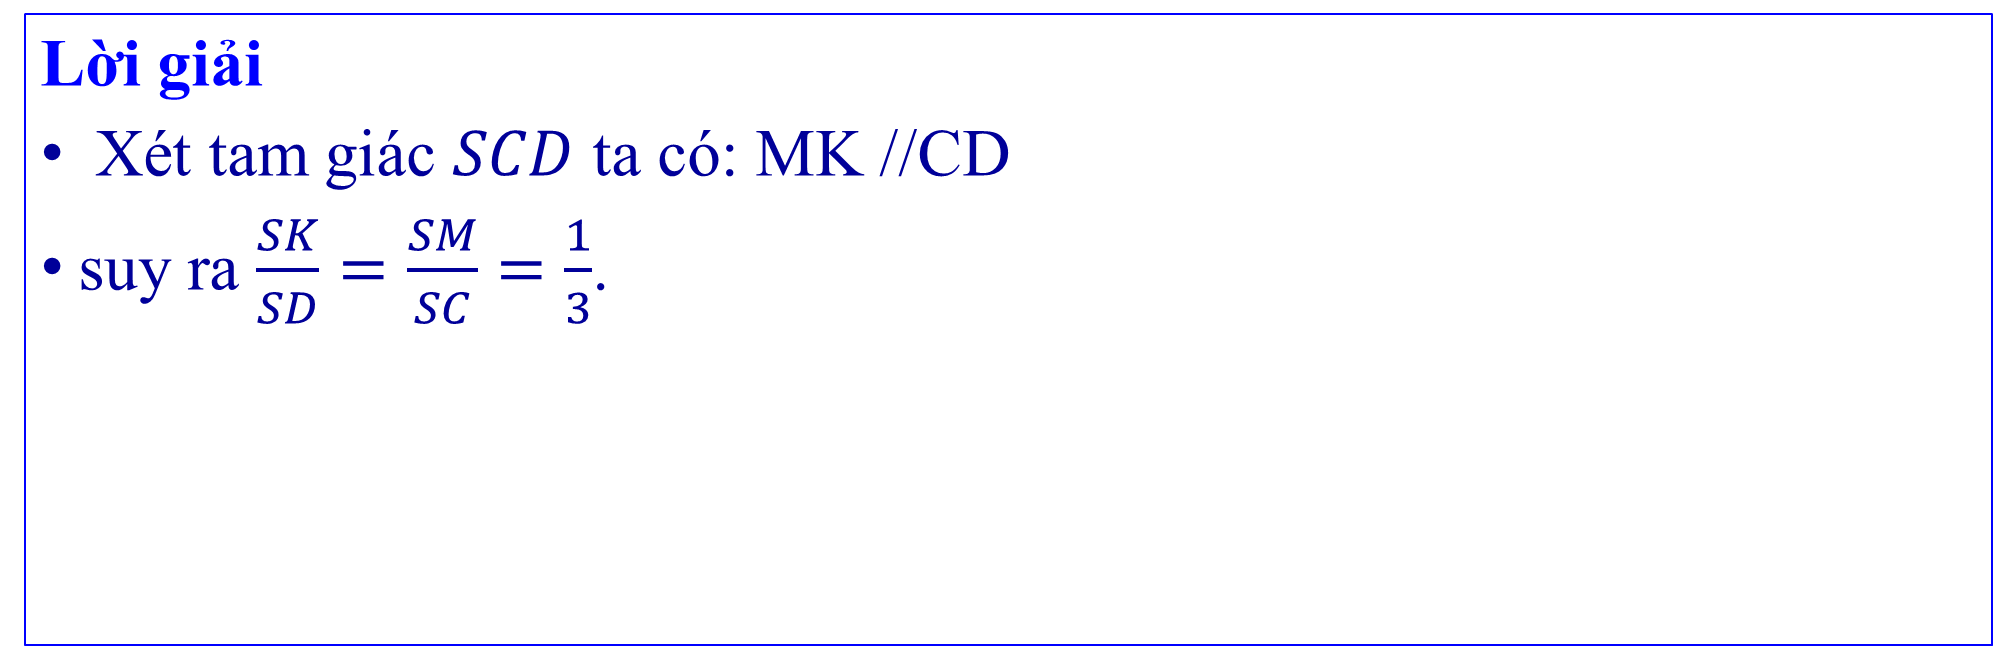 Lời giải
• Xét tam giác 𝑆𝐶𝐷 ta có: MK //CD
• suy ra 𝑆𝐾/𝑆𝐷 = 𝑆𝑀/𝑆𝐶 = 1/3.